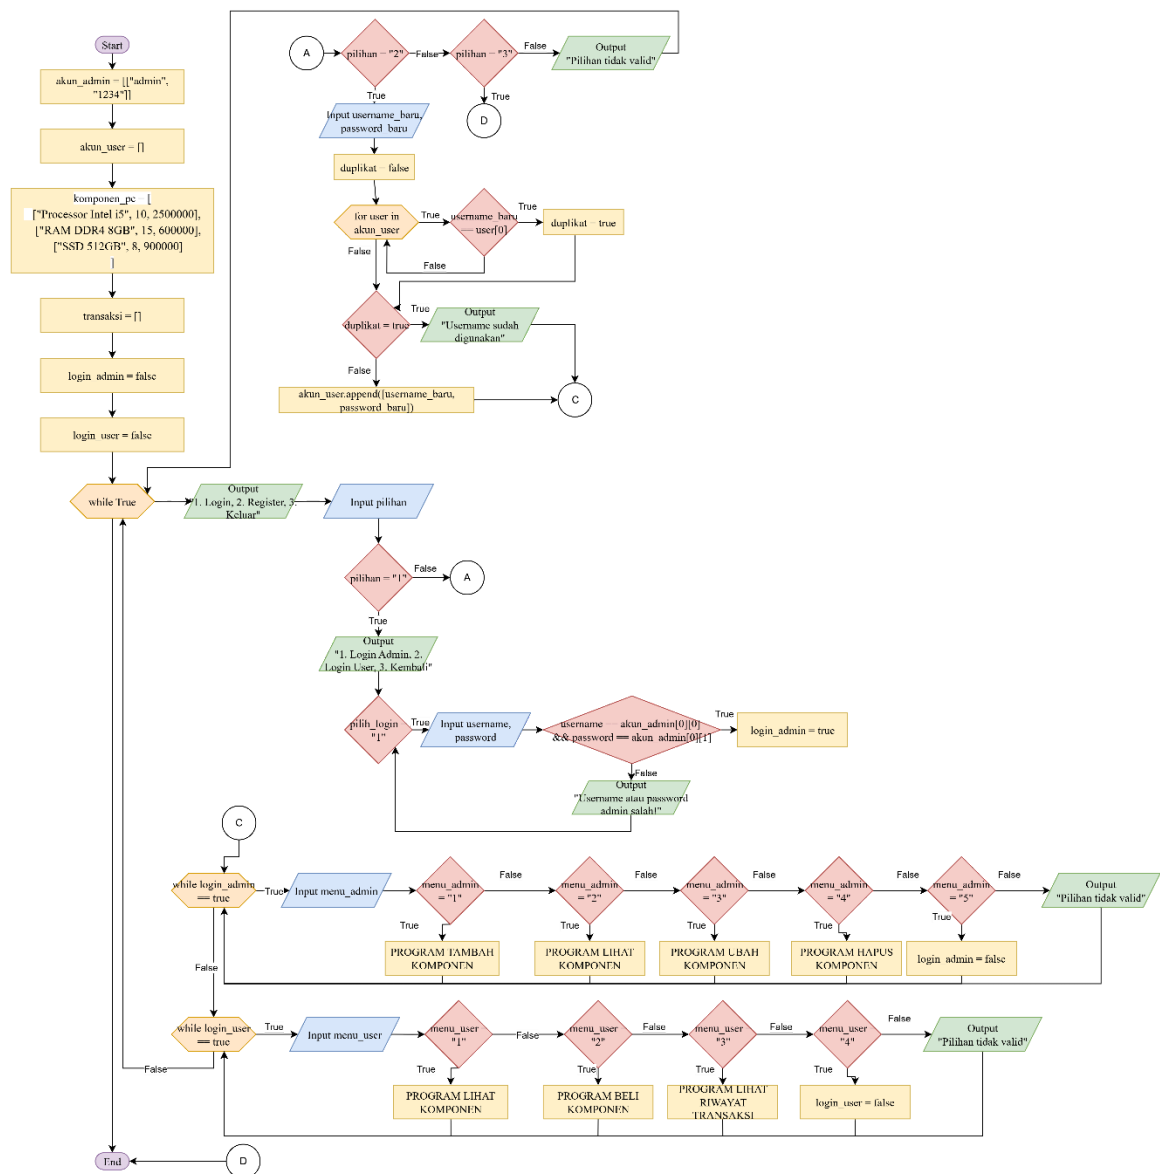 Start
akun_admin = [["admin",
"1234"]]
akun_user = []
komponen_pc = [
["Processor Intel i5", 10, 2500000],
["RAM DDR4 8GB", 15, 600000],
["SSD 512GB", 8, 900000]
]
transaksi = []
login_admin = false
login_user = false
while True
Output
"1. Login, 2. Register, 3.
Keluar"
Input pilihan
pilihan = "1"
False
A
True
Output
"1. Login Admin, 2.
Login User, 3. Kembali"
pilih_login
"1"
True
Input username,
password
username == akun_admin[0][0]
&& password == akun_admin[0][1]
True
login_admin = true
False
Output
"Username atau password
admin salah!"
A
pilihan = "2"
False
pilihan = "3"
False
Output
"Pilihan tidak valid"
True
True
D
Input username_baru,
password_baru
duplikat = false
for user in
akun_user
True
username_baru
== user[0]
True
duplikat = true
False
False
duplikat = true
True
Output
"Username sudah
digunakan"
False
akun_user.append([username_baru,
password_baru])
C
C
while login_admin
== true
True
Input menu_admin
menu_admin
= "1"
False
menu_admin
= "2"
False
menu_admin
= "3"
False
menu_admin
= "4"
False
menu_admin
= "5"
False
Output
"Pilihan tidak valid"
True
True
True
True
True
PROGRAM TAMBAH
KOMPONEN
PROGRAM LIHAT
KOMPONEN
PROGRAM UBAH
KOMPONEN
PROGRAM HAPUS
KOMPONEN
login_admin = false
False
while login_user
== true
True
Input menu_user
menu_user
"1"
False
menu_user
"2"
False
menu_user
"3"
False
menu_user
"4"
False
Output
"Pilihan tidak valid"
False
True
True
True
True
PROGRAM LIHAT
KOMPONEN
PROGRAM BELI
KOMPONEN
PROGRAM LIHAT
RIWAYAT
TRANSAKSI
login_user = false
End
D